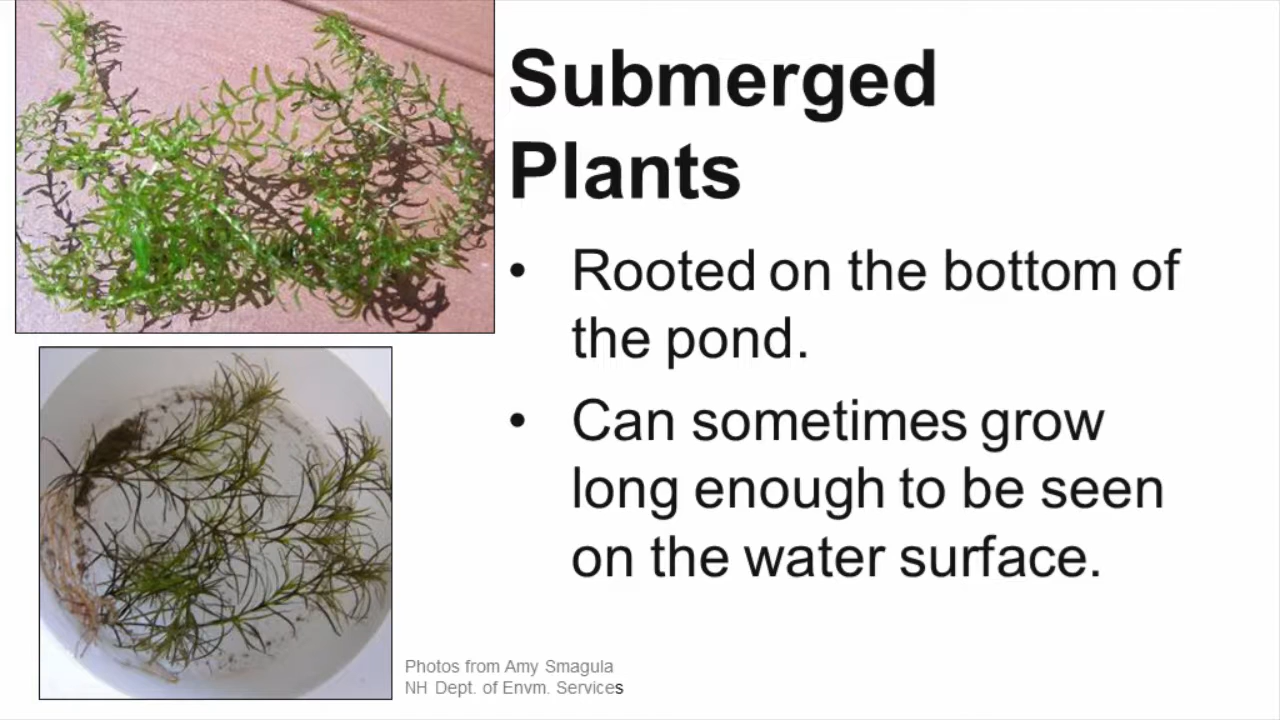 Submerged
Plants
• Rooted on the bottom of
the pond.
• Can sometimes grow
long enough to be seen
on the water surface.
Photos from Amy Smagula
NH Dept. of Envm. Services